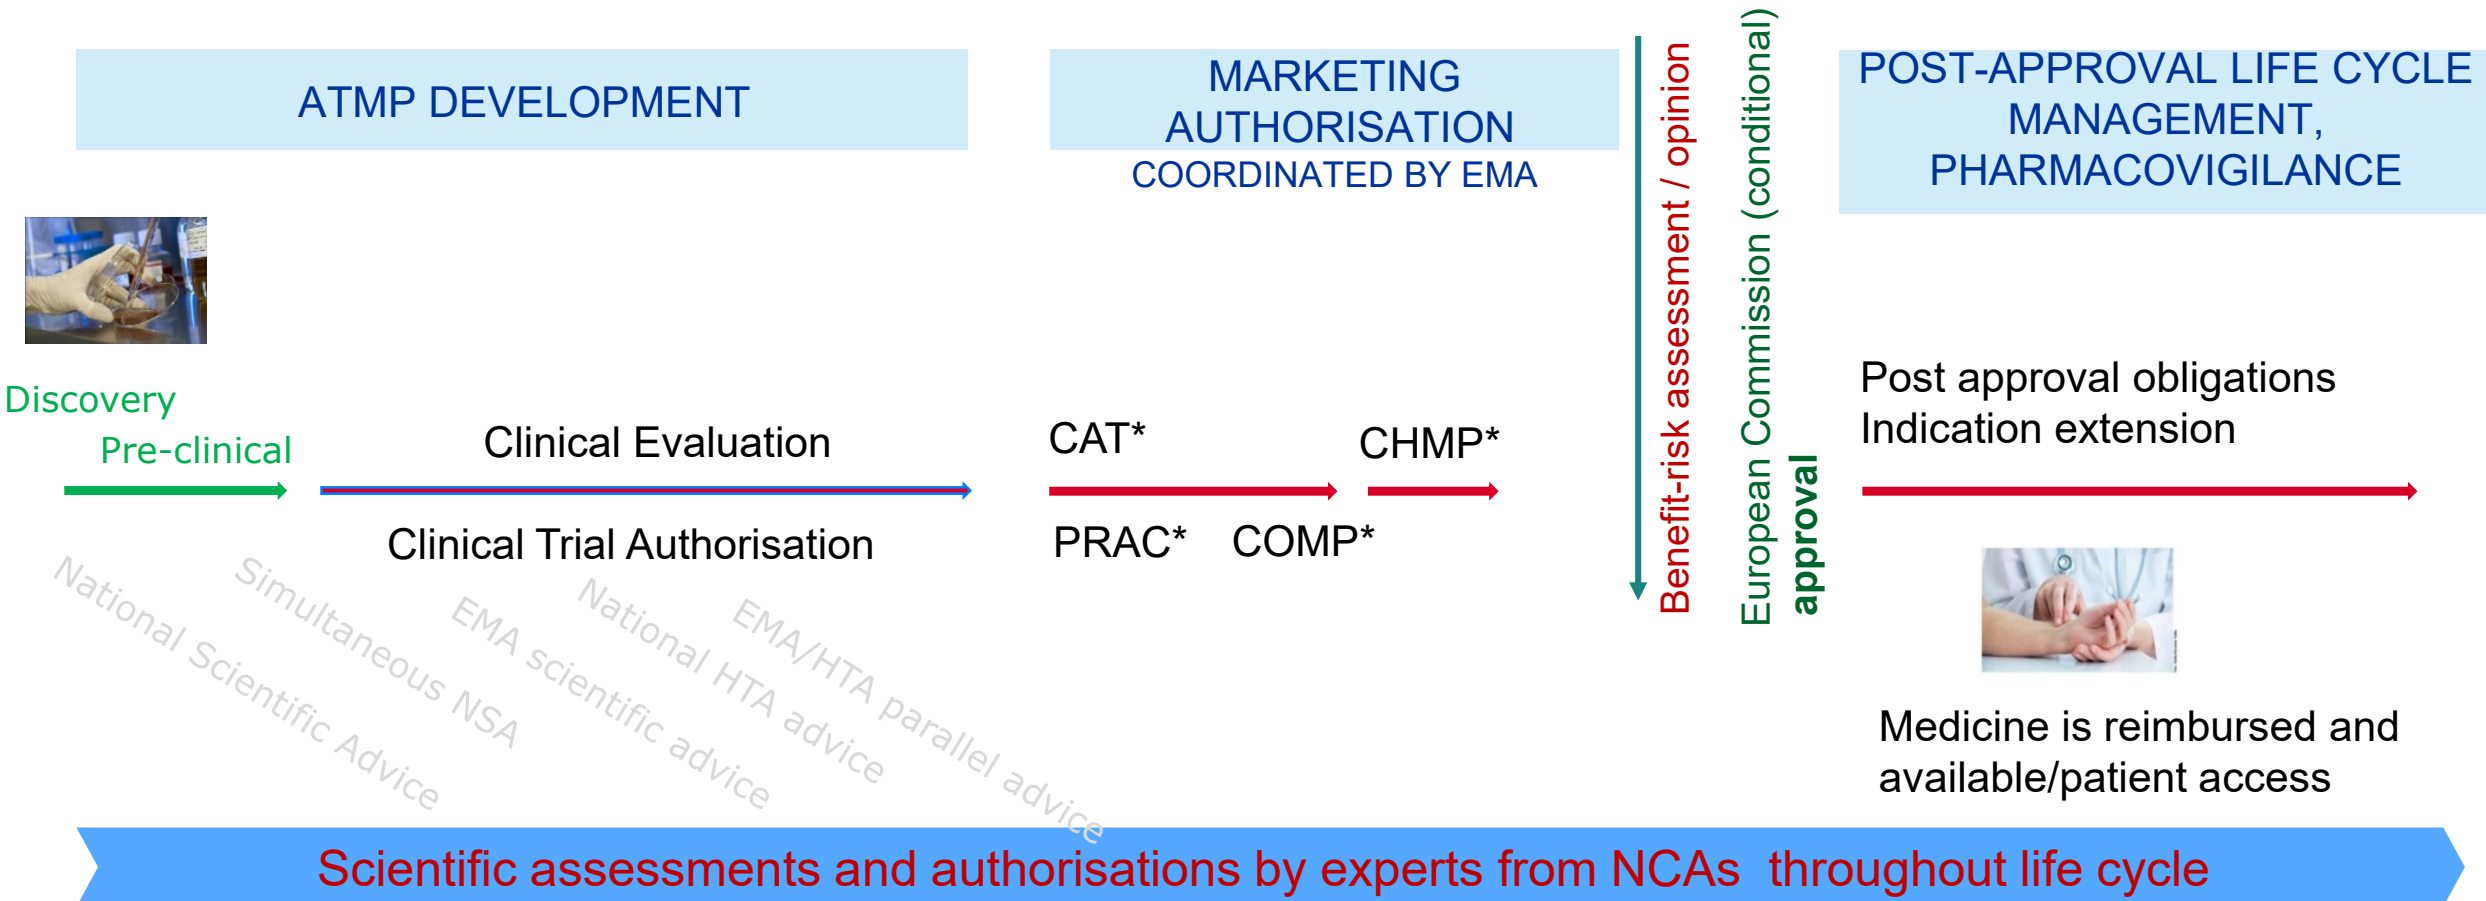 ATMP DEVELOPMENT
MARKETING
AUTHORISATION
COORDINATED BY EMA
Benefit-risk assessment / opinion
European Commission (conditional)
approval
POST-APPROVAL LIFE CYCLE
MANAGEMENT,
PHARMACOVIGILANCE
Discovery
Pre-clinical
Clinical Evaluation
Clinical Trial Authorisation
CAT*
CHMP*
PRAC*
COMP*
Post approval obligations
Indication extension
National Scientific Advice
Simultaneous NSA
EMA scientific advice
National HTA advice
EMA/HTA parallel advice
Medicine is reimbursed and
available/patient access
Scientific assessments and authorisations by experts from NCAs throughout life cycle